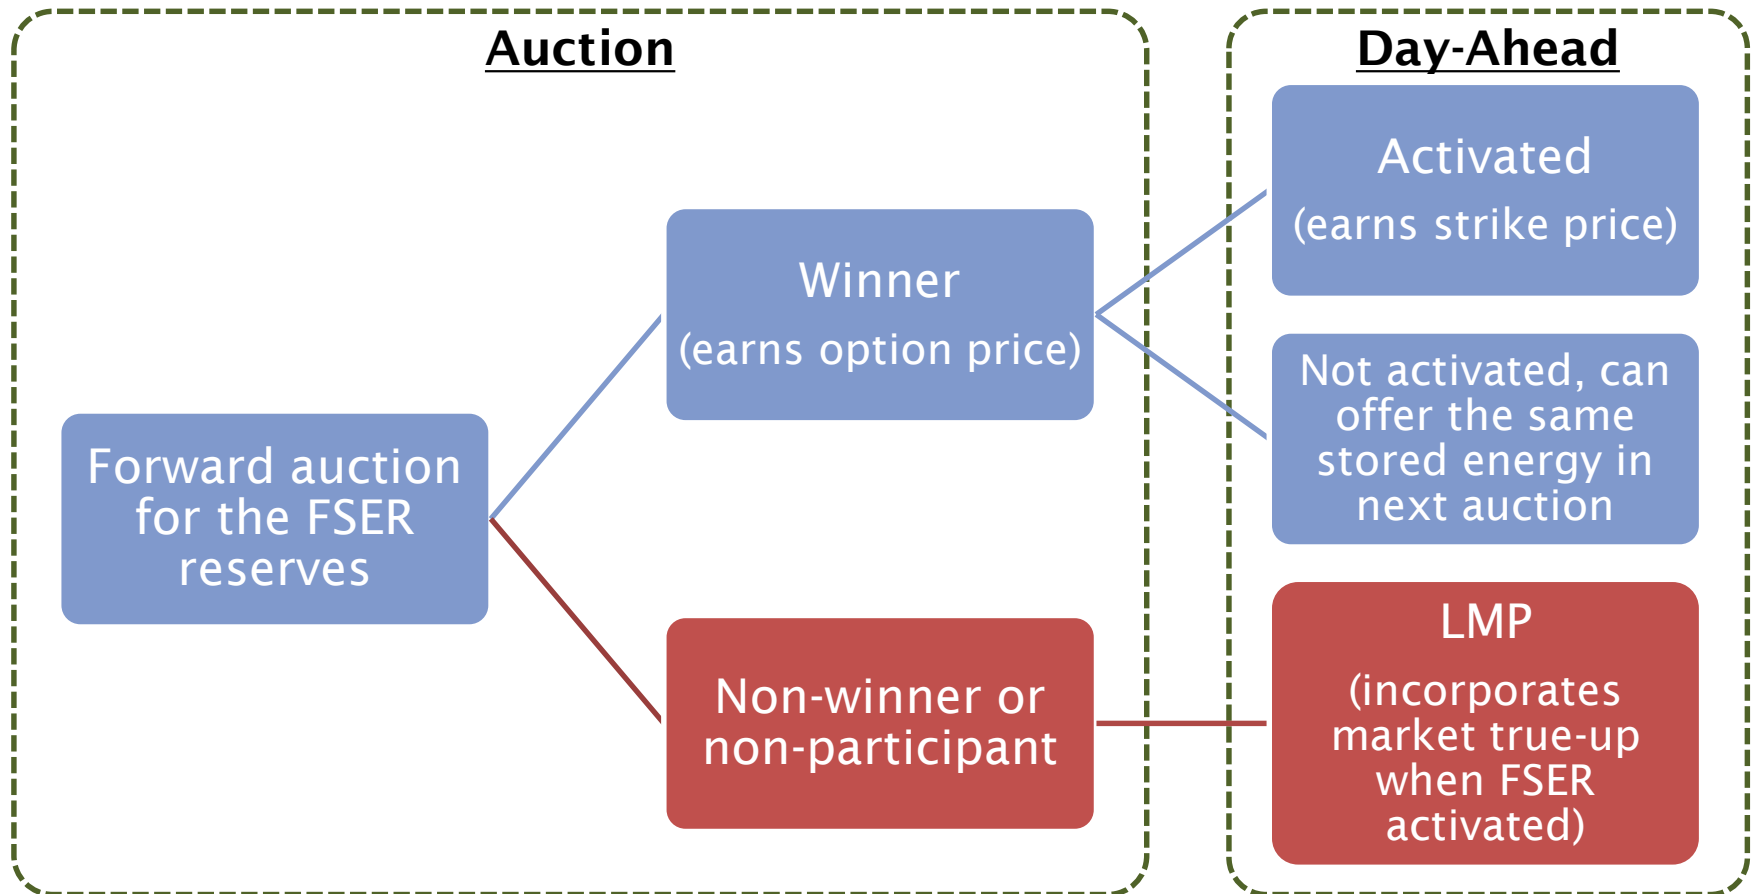 Auction
Day-Ahead
Forward auction
for the FSER
reserves
Winner
(earns option price)
Non-winner or
non-participant
Activated
(earns strike price)
Not activated, can
offer the same
stored energy in
next auction
LMP
(incorporates
market true-up
when FSER
activated)